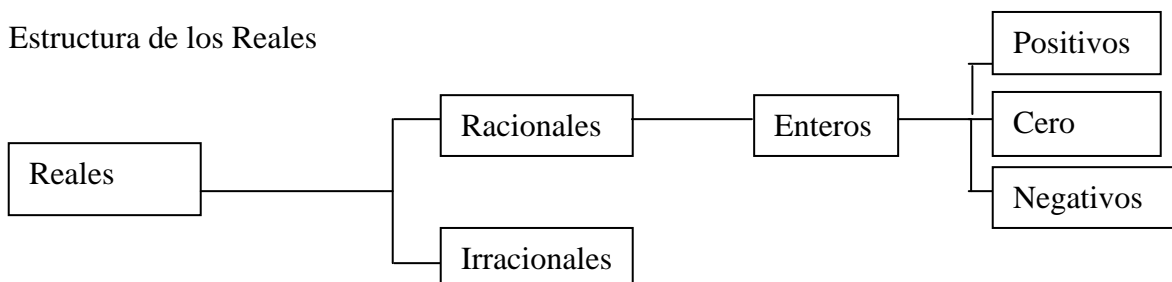 Estructura de los Reales
Positivos
Racionales
Enteros
Cero
Reales
Negativos
Irracionales